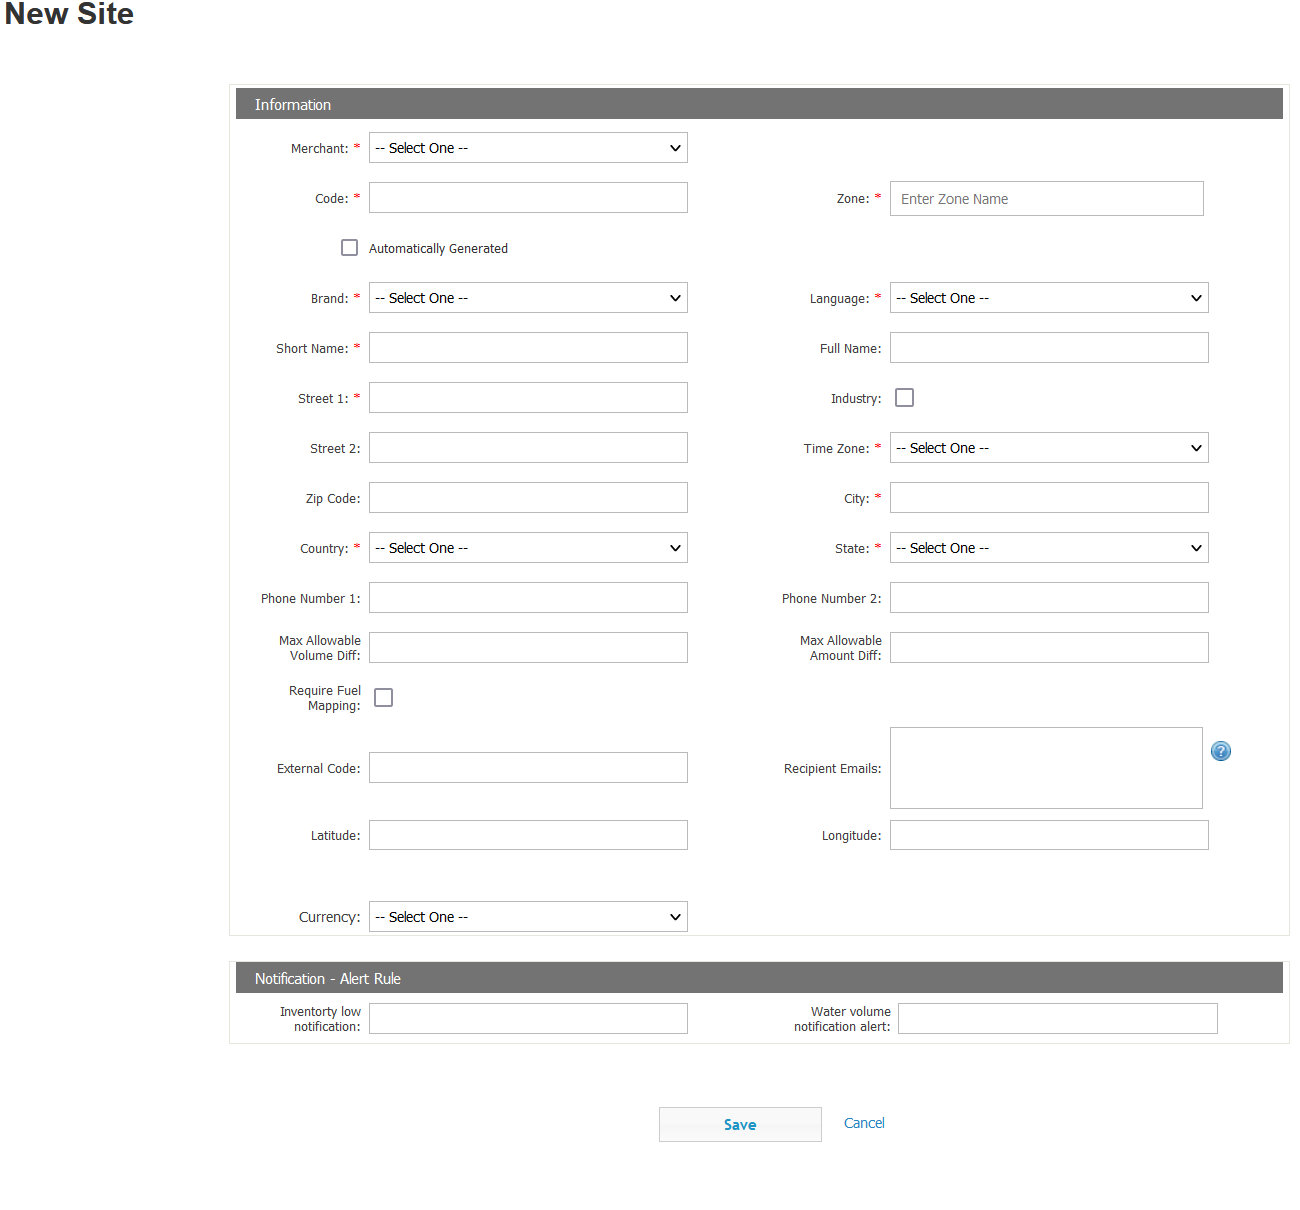 New Site
Information
Merchant: * -- Select One --
Code: * Zone: * Enter Zone Name
Automatically Generated
Brand: * -- Select One -- Language: * -- Select One --
Short Name: * Full Name:
Street 1: * Industry:
Street 2: Time Zone: * -- Select One --
Zip Code: City: *
Country: * -- Select One -- State: * -- Select One --
Phone Number 1: Phone Number 2:
Max Allowable
Volume Diff:
Max Allowable
Amount Diff:
Require Fuel
Mapping:
External Code: Recipient Emails: ?
Latitude: Longitude:
Currency: -- Select One --
Notification - Alert Rule
Inventorty low
notification:
Water volume
notification alert:
Save Cancel